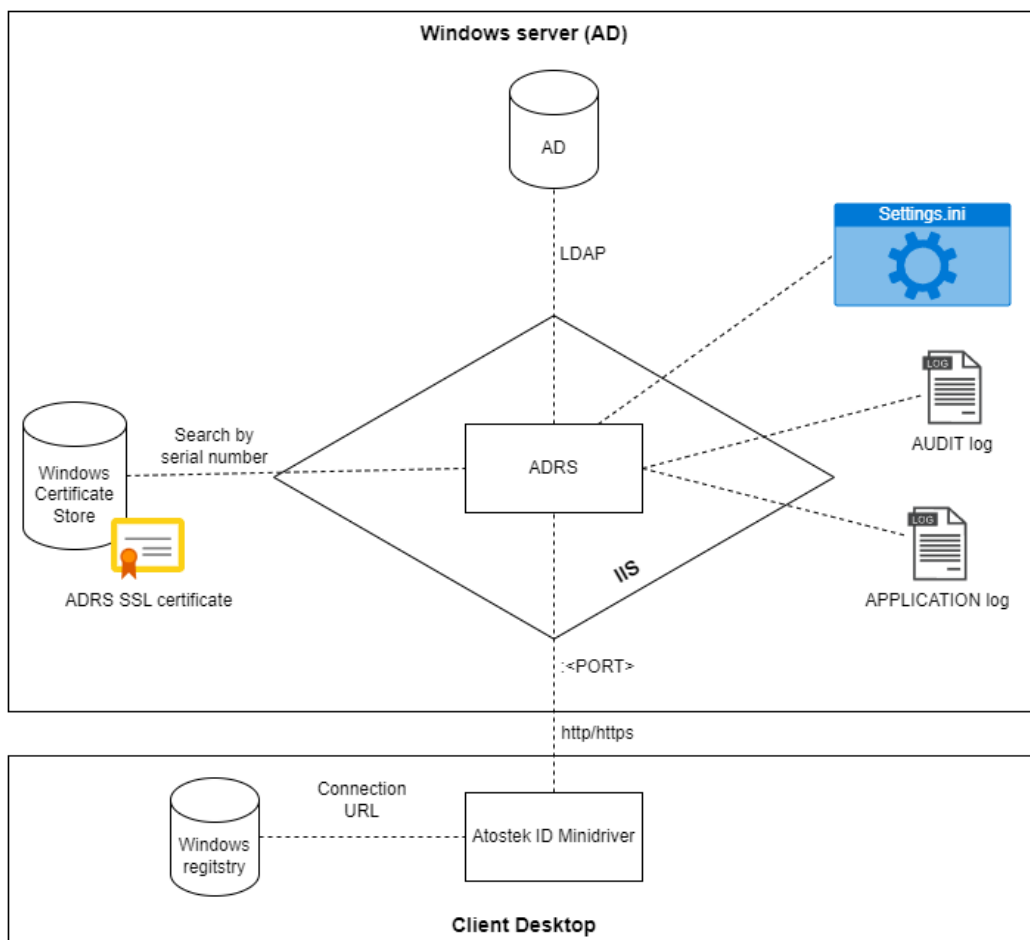 Windows server (AD)
AD
LDAP
Settings.ini
LOG
AUDIT log
Search by
serial number
Windows
Certificate
Store
ADRS SSL certificate
ADRS
IIS
LOG
APPLICATION log
:<PORT>
http/https
Connection
URL
Windows
regitstry
Atostek ID Minidriver
Client Desktop